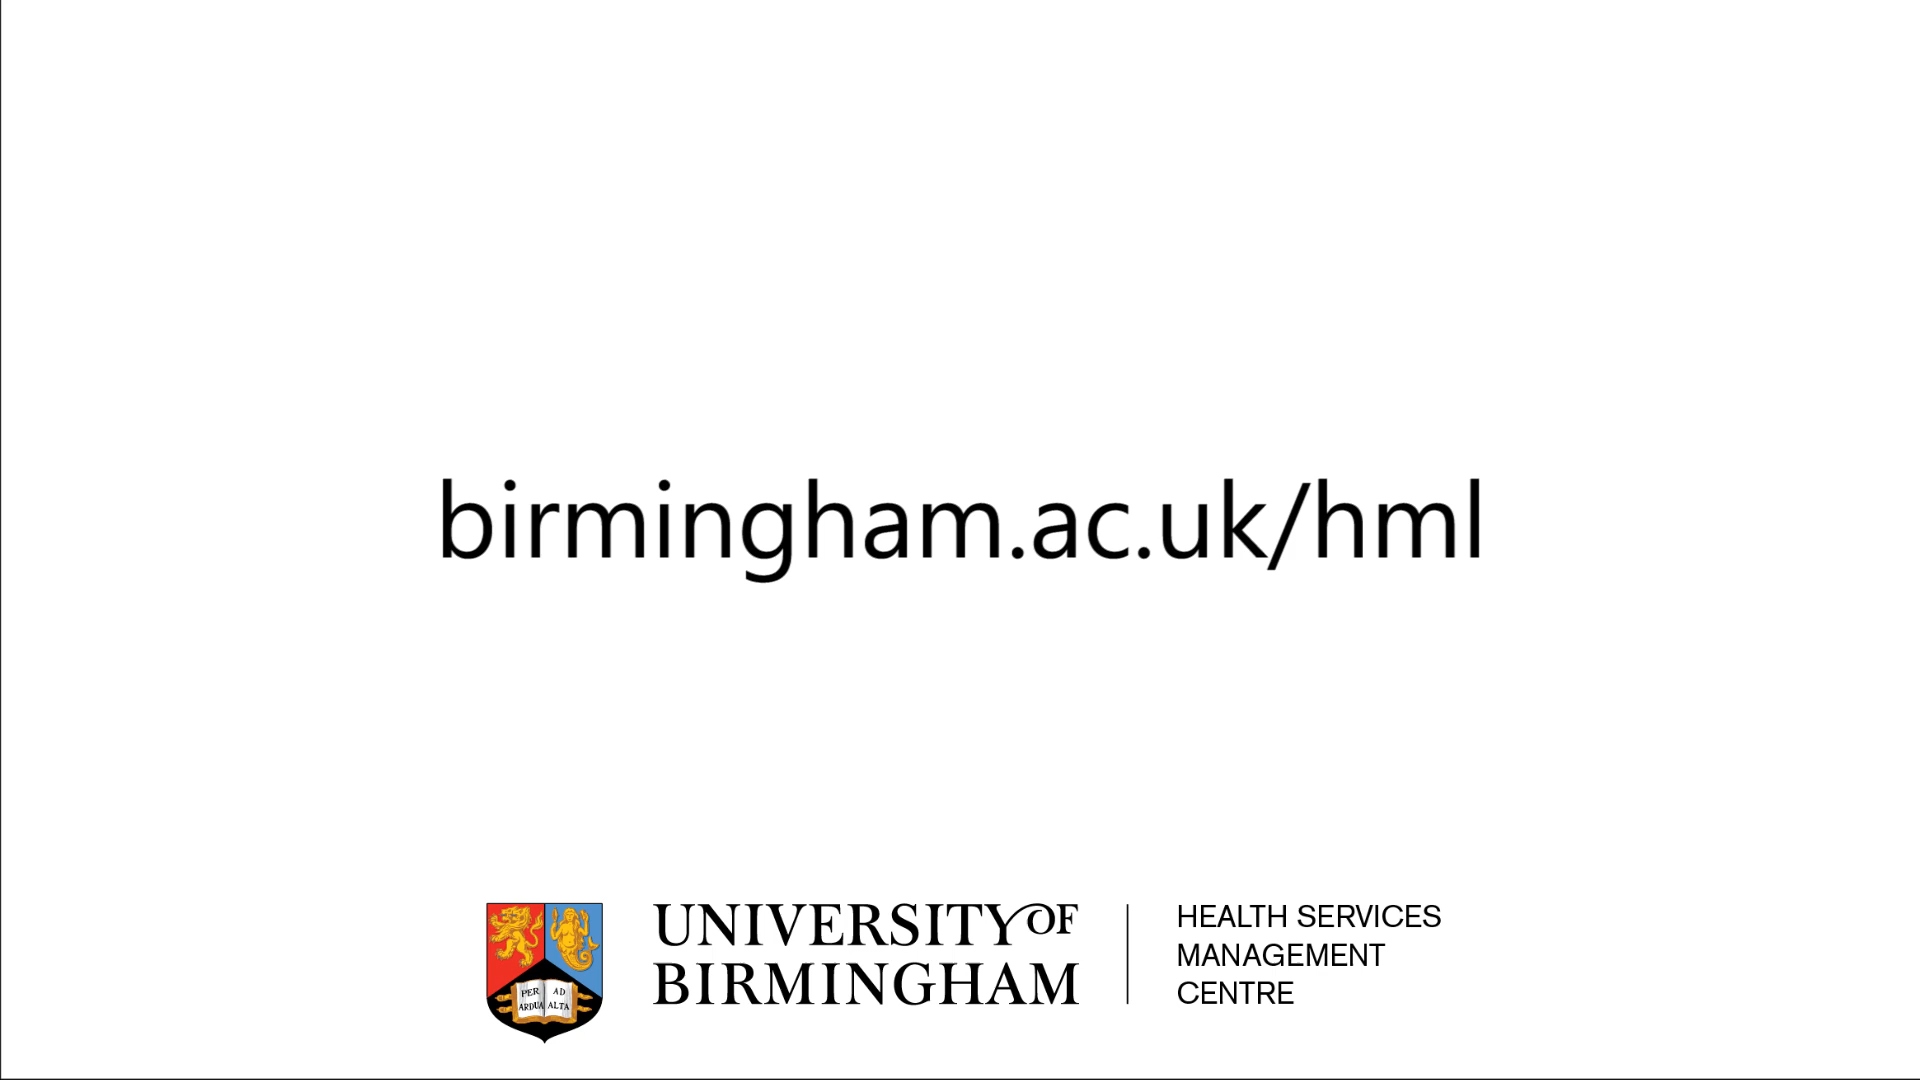 birmingham.ac.uk/hml
UNIVERSITY OF
BIRMINGHAM
HEALTH SERVICES
MANAGEMENT
CENTRE
PER AD
ARDUA ALTA